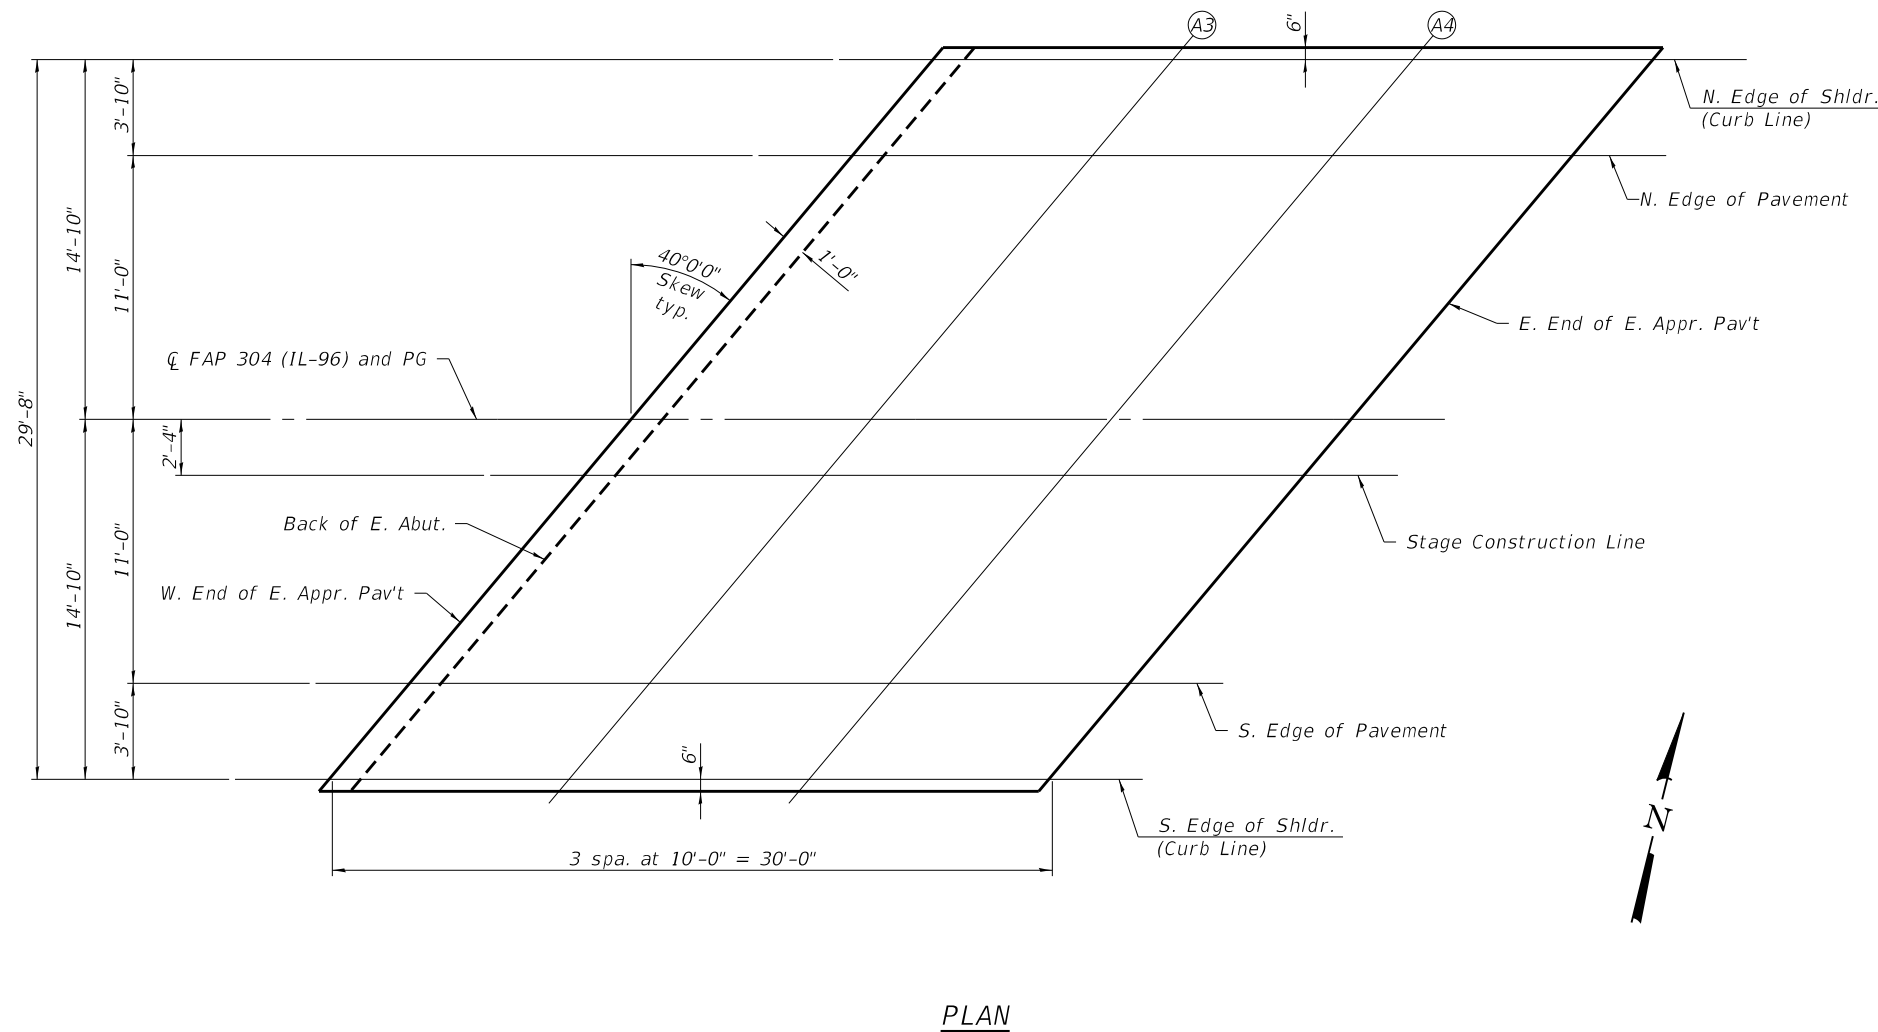 A3
A4
6"
N. Edge of Shldr.
(Curb Line)
3'-10"
N. Edge of Pavement
14'-10"
11'-0"
40°0'0"
Skew
typ.
1'-0"
E. End of E. Appr. Pav't
℄ FAP 304 (IL-96) and PG
29'-8"
2'-4"
Back of E. Abut.
Stage Construction Line
11'-0"
14'-10"
W. End of E. Appr. Pav't
S. Edge of Pavement
3'-10"
6"
S. Edge of Shldr.
(Curb Line)
3 spa. at 10'-0" = 30'-0"
N
PLAN